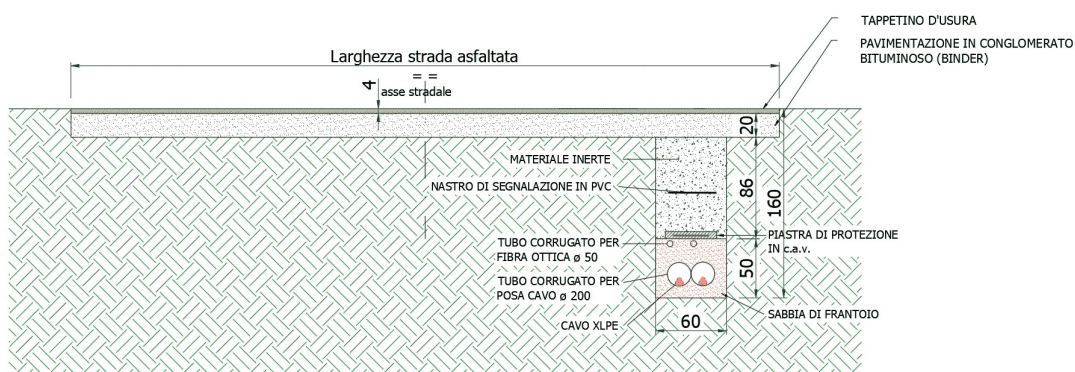 TAPPETINO D'USURA
PAVIMENTAZIONE IN CONGLOMERATO
BITUMINOSO (BINDER)
Larghezza strada asfaltata
= =
asse stradale
4
20
MATERIALE INERTE
NASTRO DI SEGNALAZIONE IN PVC
86
160
PIASTRA DI PROTEZIONE
IN c.a.v.
TUBO CORRUGATO PER
FIBRA OTTICA ø 50
50
TUBO CORRUGATO PER
POSA CAVO ø 200
SABBIA DI FRANTOIO
CAVO XLPE
60